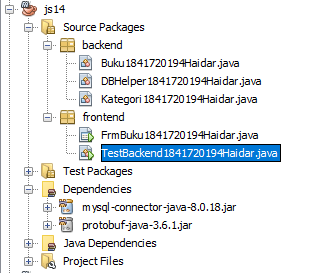 js14
Source Packages
backend
Buku1841720194Haidar.java
DBHelper1841720194Haidar.java
Kategori1841720194Haidar.java
frontend
FrmBuku1841720194Haidar.java
TestBackend1841720194Haidar.java
Test Packages
Dependencies
mysql-connector-java-8.0.18.jar
protobuf-java-3.6.1.jar
Java Dependencies
Project Files